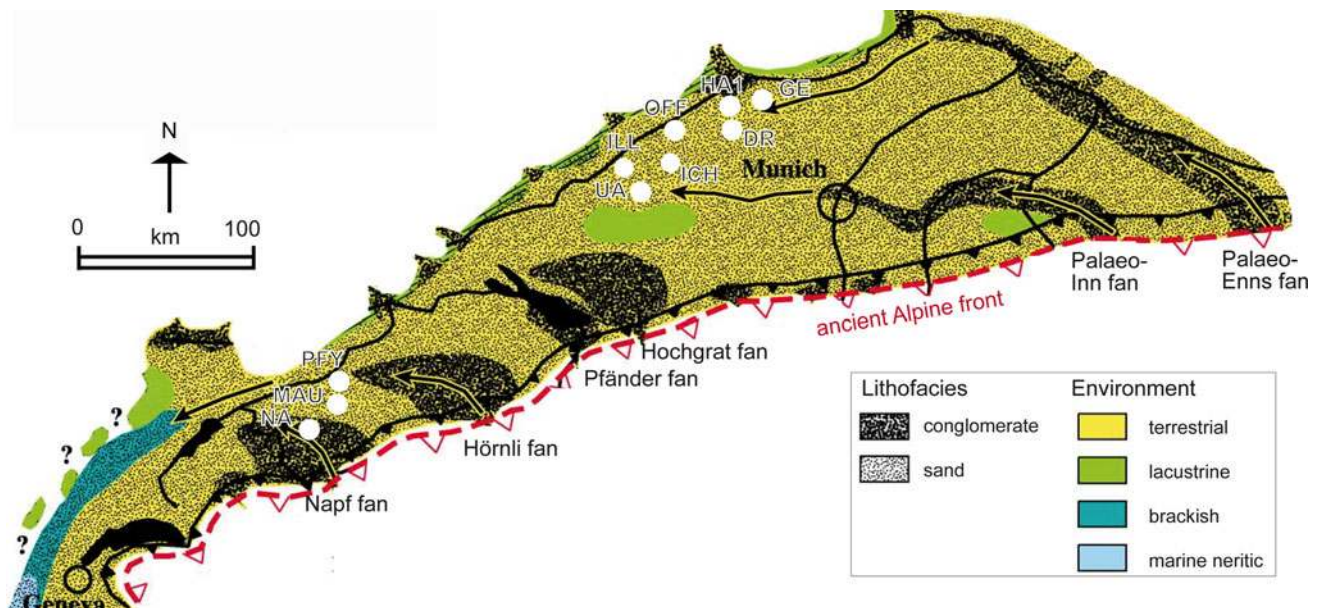 N
0
100
km
HA1
GE
OFF
DR
ILL
ICH
Munich
UA
Palaeo-
Inn fan
Palaeo-
Enns fan
ancient Alpine front
Hochgrat fan
Pfänder fan
PFY
MAU
NA
Hörnli fan
Napf fan
?
?
?
?
Geneva
Lithofacies
conglomerate
sand
Environment
terrestrial
lacustrine
brackish
marine neritic